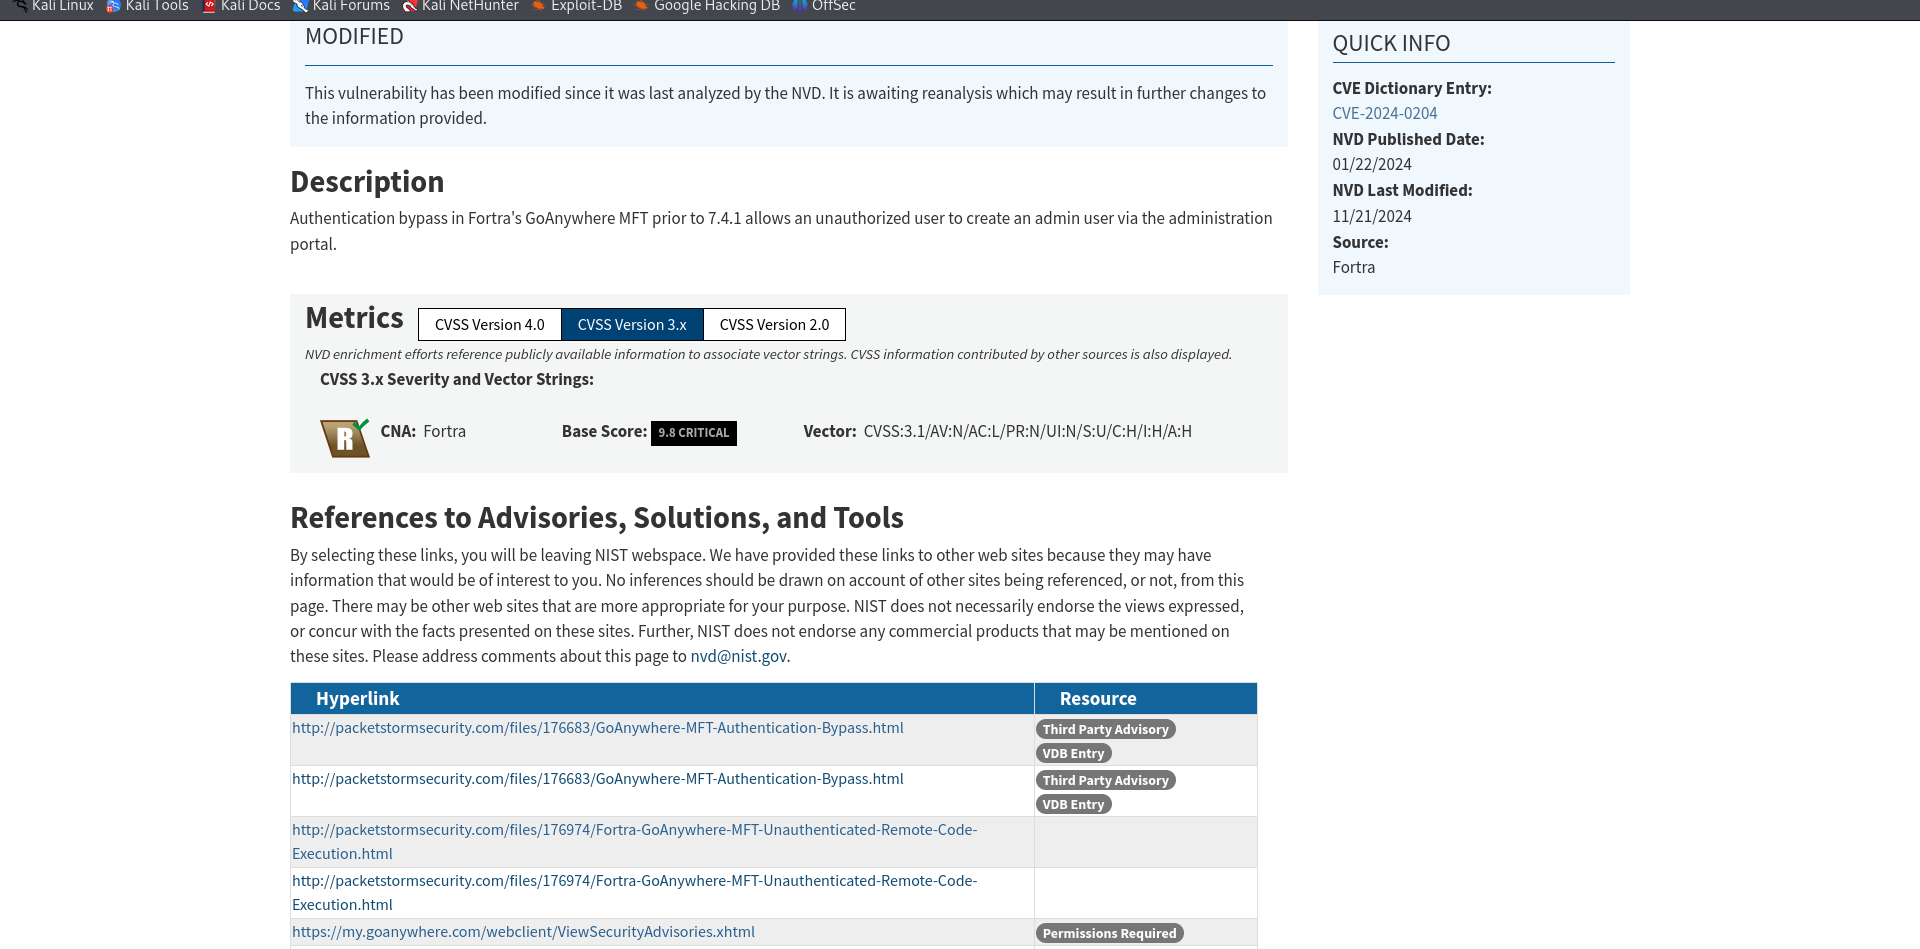 Kali Linux Kali Tools Kali Docs Kali Forums Kali NetHunter Exploit-DB Google Hacking DB OffSec
MODIFIED
This vulnerability has been modified since it was last analyzed by the NVD. It is awaiting reanalysis which may result in further changes to
the information provided.
Description
Authentication bypass in Fortra's GoAnywhere MFT prior to 7.4.1 allows an unauthorized user to create an admin user via the administration
portal.
Metrics
CVSS Version 4.0 CVSS Version 3.x CVSS Version 2.0
NVD enrichment efforts reference publicly available information to associate vector strings. CVSS information contributed by other sources is also displayed.
CVSS 3.x Severity and Vector Strings:
R CNA: Fortra Base Score: 9.8 CRITICAL Vector: CVSS:3.1/AV:N/AC:L/PR:N/UI:N/S:U/C:H/I:H/A:H
References to Advisories, Solutions, and Tools
By selecting these links, you will be leaving NIST webspace. We have provided these links to other web sites because they may have
information that would be of interest to you. No inferences should be drawn on account of other sites being referenced, or not, from this
page. There may be other web sites that are more appropriate for your purpose. NIST does not necessarily endorse the views expressed,
or concur with the facts presented on these sites. Further, NIST does not endorse any commercial products that may be mentioned on
these sites. Please address comments about this page to nvd@nist.gov.
Hyperlink Resource
http://packetstormsecurity.com/files/176683/GoAnywhere-MFT-Authentication-Bypass.html Third Party Advisory
VDB Entry
http://packetstormsecurity.com/files/176683/GoAnywhere-MFT-Authentication-Bypass.html Third Party Advisory
VDB Entry
http://packetstormsecurity.com/files/176974/Fortra-GoAnywhere-MFT-Unauthenticated-Remote-Code-
Execution.html
http://packetstormsecurity.com/files/176974/Fortra-GoAnywhere-MFT-Unauthenticated-Remote-Code-
Execution.html
https://my.goanywhere.com/webclient/ViewSecurityAdvisories.xhtml Permissions Required
QUICK INFO
CVE Dictionary Entry:
CVE-2024-0204
NVD Published Date:
01/22/2024
NVD Last Modified:
11/21/2024
Source:
Fortra